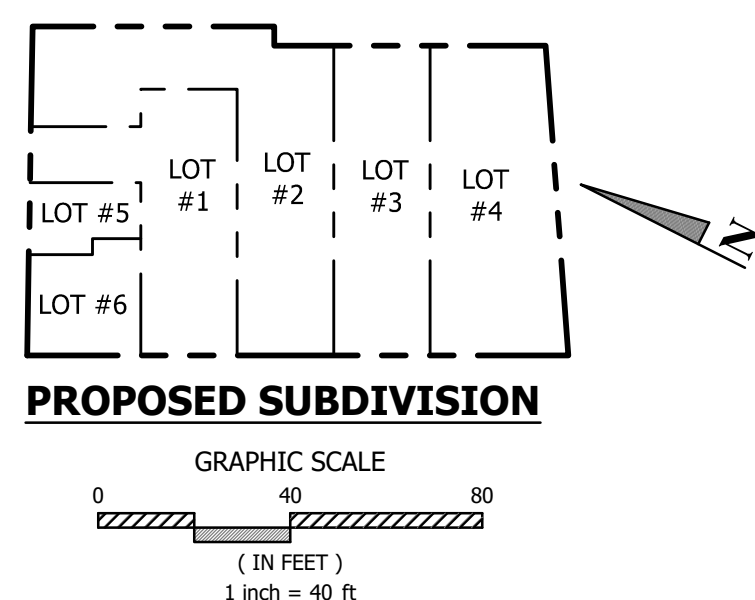 LOT
#1
LOT
#2
LOT
#3
LOT
#4
LOT #5
LOT #6
N
PROPOSED SUBDIVISION
GRAPHIC SCALE
0 40 80
( IN FEET )
1 inch = 40 ft